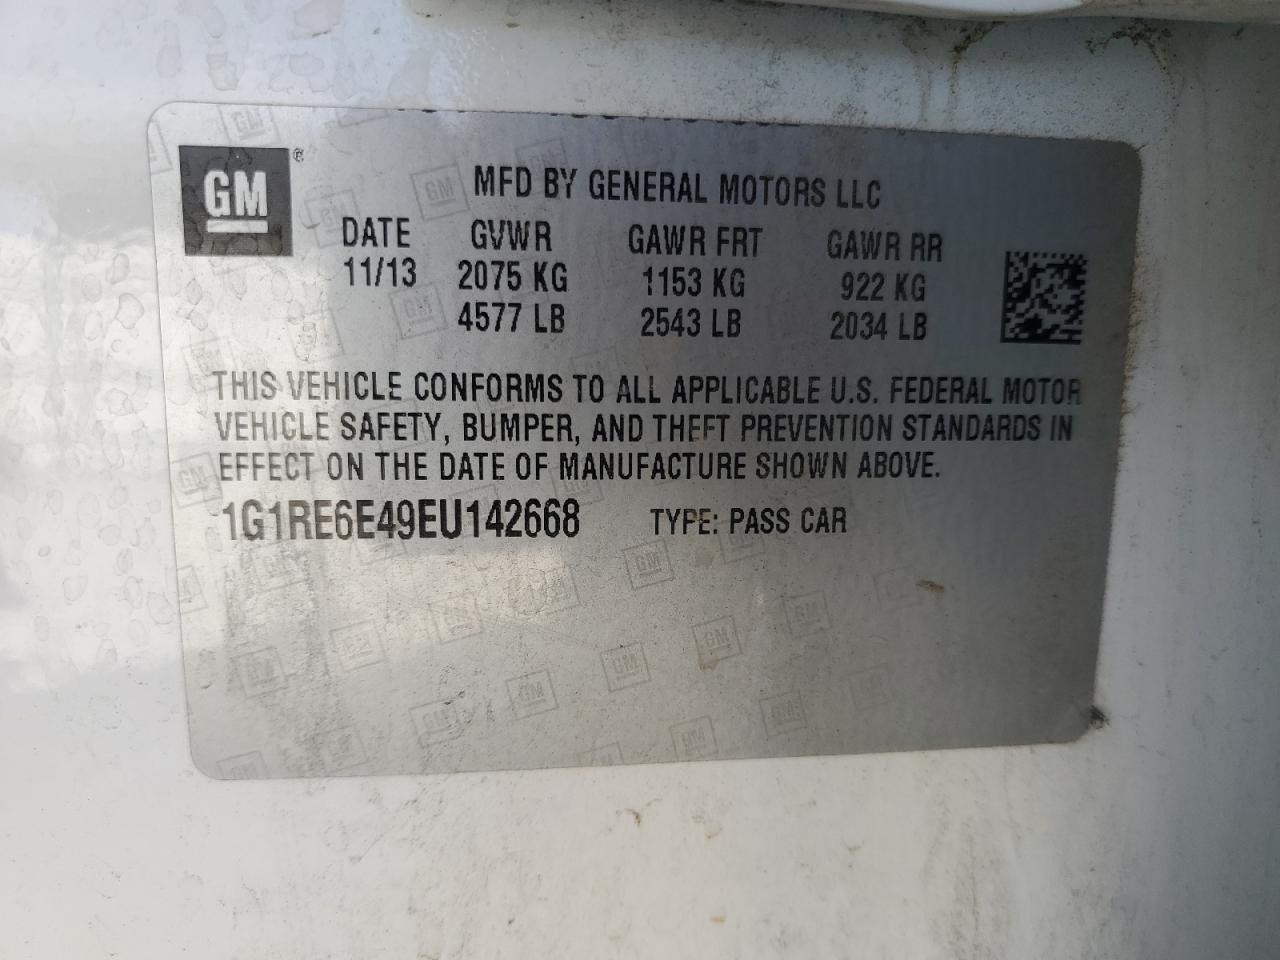 GM
MFD BY GENERAL MOTORS LLC
DATE GVWR GAWR FRT GAWR RR
11/13 2075 KG 1153 KG 922 KG
4577 LB 2543 LB 2034 LB
THIS VEHICLE CONFORMS TO ALL APPLICABLE U.S. FEDERAL MOTOR
VEHICLE SAFETY, BUMPER, AND THEFT PREVENTION STANDARDS IN
EFFECT ON THE DATE OF MANUFACTURE SHOWN ABOVE.
1G1RE6E49EU142668 TYPE: PASS CAR